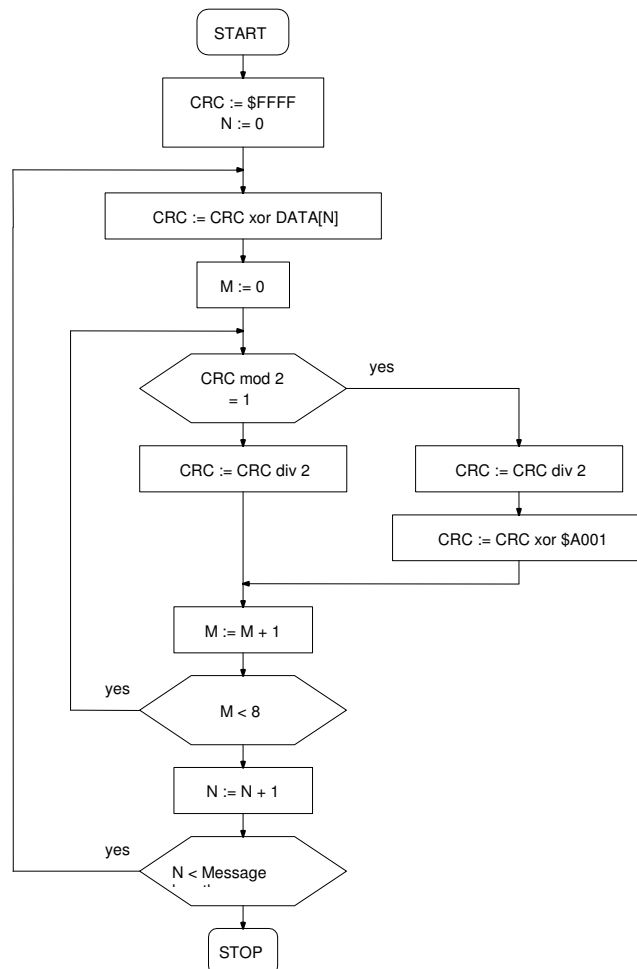 START
CRC := $FFFF
N := 0
CRC := CRC xor DATA[N]
M := 0
CRC mod 2
= 1
yes
CRC := CRC div 2
CRC := CRC div 2
CRC := CRC xor $A001
M := M + 1
yes
M < 8
N := N + 1
yes
N < Message
STOP